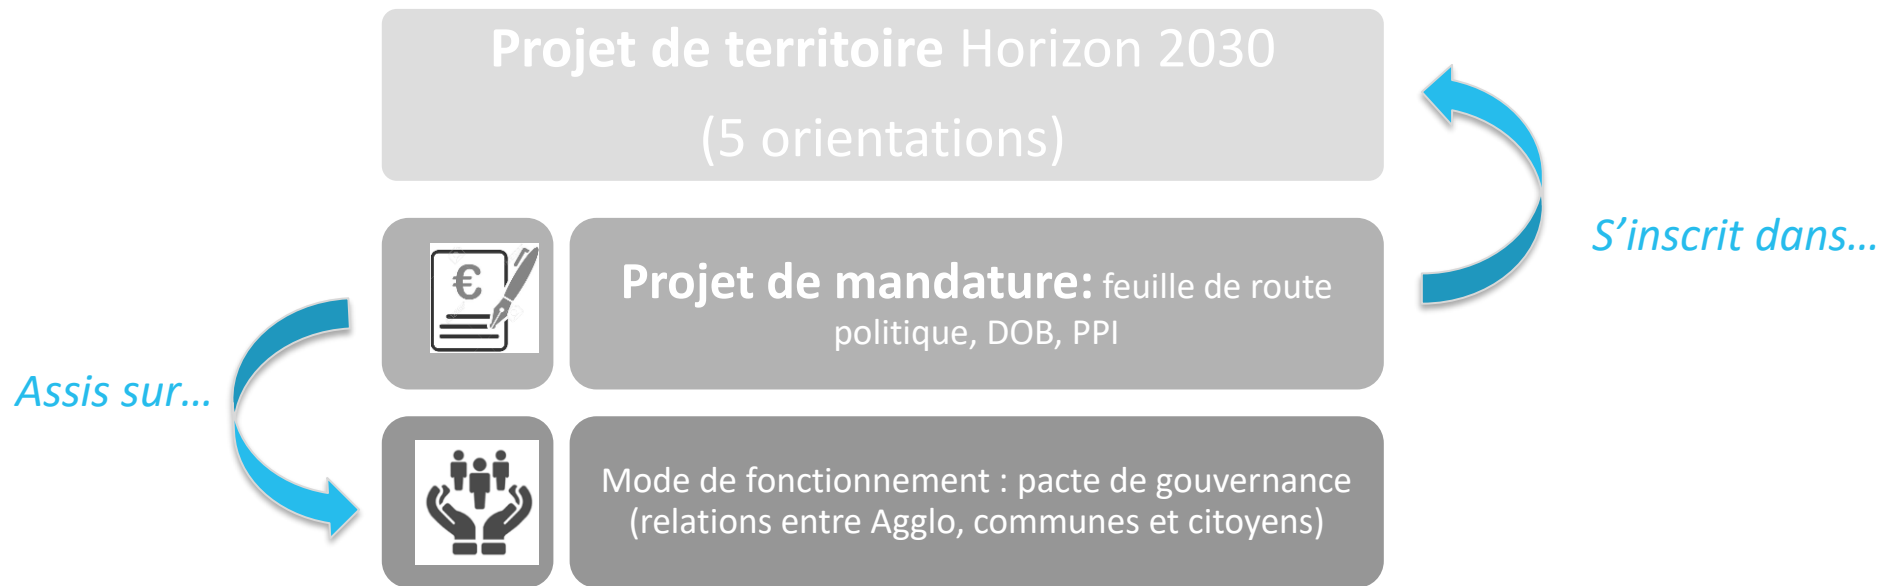 Projet de territoire Horizon 2030
(5 orientations)
S’inscrit dans…
€
Projet de mandature: feuille de route
politique, DOB, PPI
Assis sur…
Mode de fonctionnement : pacte de gouvernance
(relations entre Agglo, communes et citoyens)